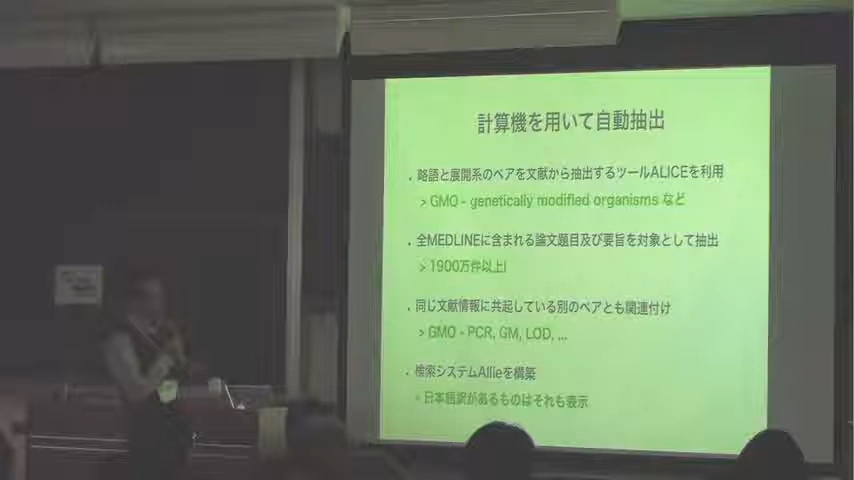 計算機を用いて自動抽出
・略語と展開系のペアを文献から抽出するツールALICEを利用
> GMO - genetically modified organisms など
・全MEDLINEに含まれる論文題目及び要旨を対象として抽出
> 1900万件以上!
・同じ文献情報に共起している別のペアとも関連付け
> GMO - PCR, GM, LOD, ...
・検索システムAllieを構築
> 日本語訳があるものはそれも表示